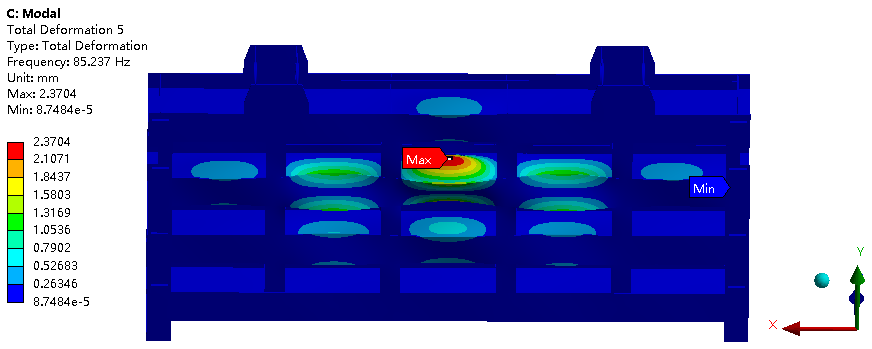 C: Modal
Total Deformation 5
Type: Total Deformation
Frequency: 85.237 Hz
Unit: mm
Max: 2.3704
Min: 8.7484e-5
2.3704
2.1071
1.8437
1.5803
1.3169
1.0536
0.7902
0.52683
0.26346
8.7484e-5
Max
Min
Y
X